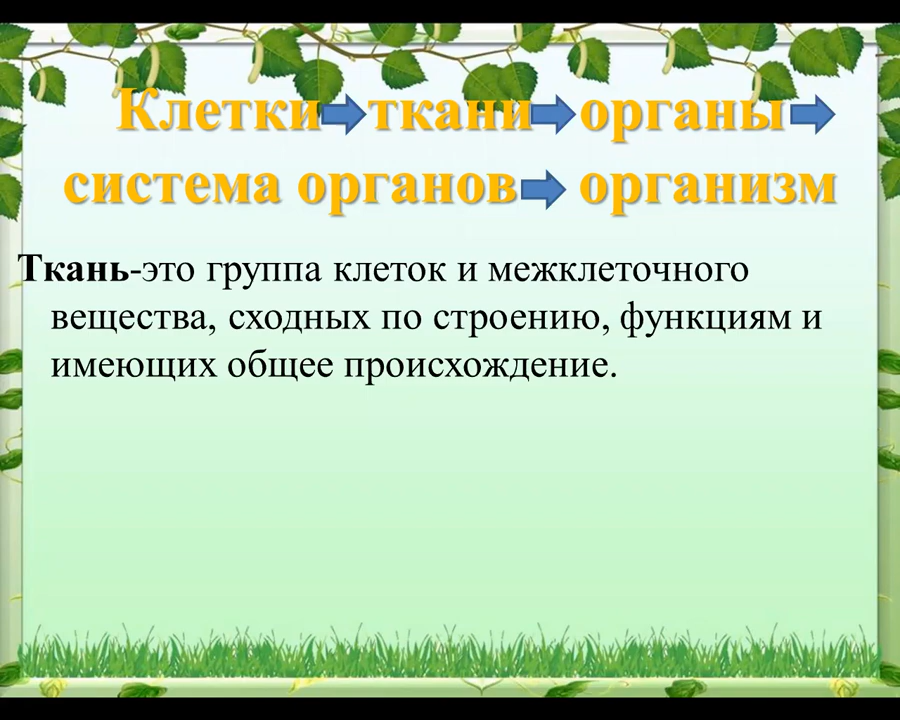 Клетки ткани органы
система органов организм
Ткань-это группа клеток и межклеточного
вещества, сходных по строению, функциям и
имеющих общее происхождение.